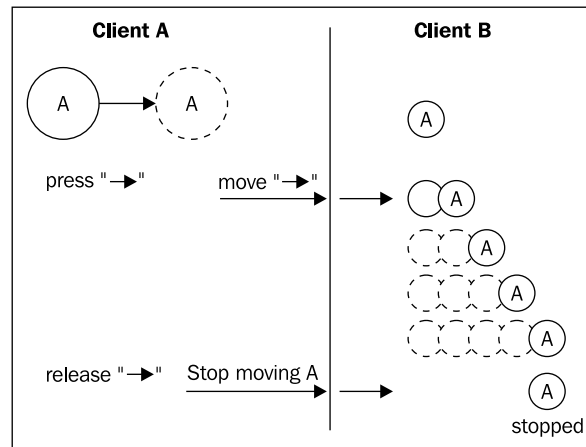 Client A
Client B
A
A
A
press "→"
move "→"
A
A
A
A
release "→"
Stop moving A
A
stopped